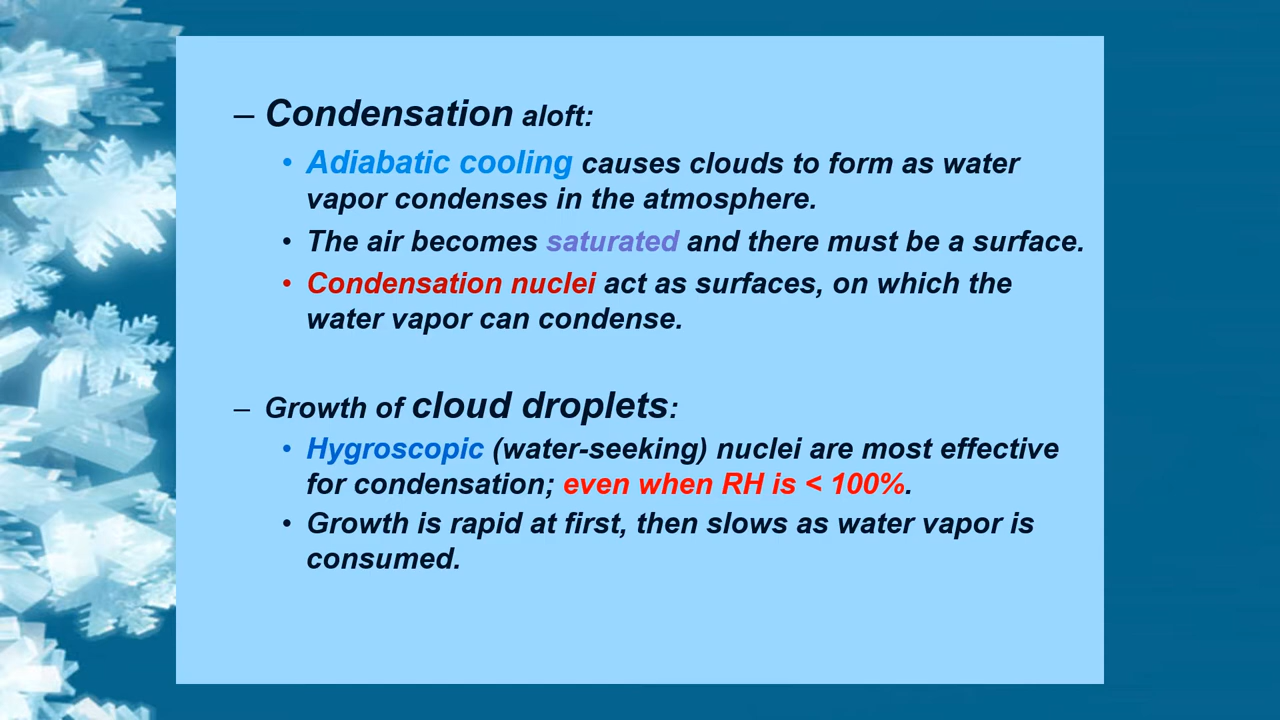 – Condensation aloft:
• Adiabatic cooling causes clouds to form as water
vapor condenses in the atmosphere.
• The air becomes saturated and there must be a surface.
• Condensation nuclei act as surfaces, on which the
water vapor can condense.
– Growth of cloud droplets:
• Hygroscopic (water-seeking) nuclei are most effective
for condensation; even when RH is < 100%.
• Growth is rapid at first, then slows as water vapor is
consumed.